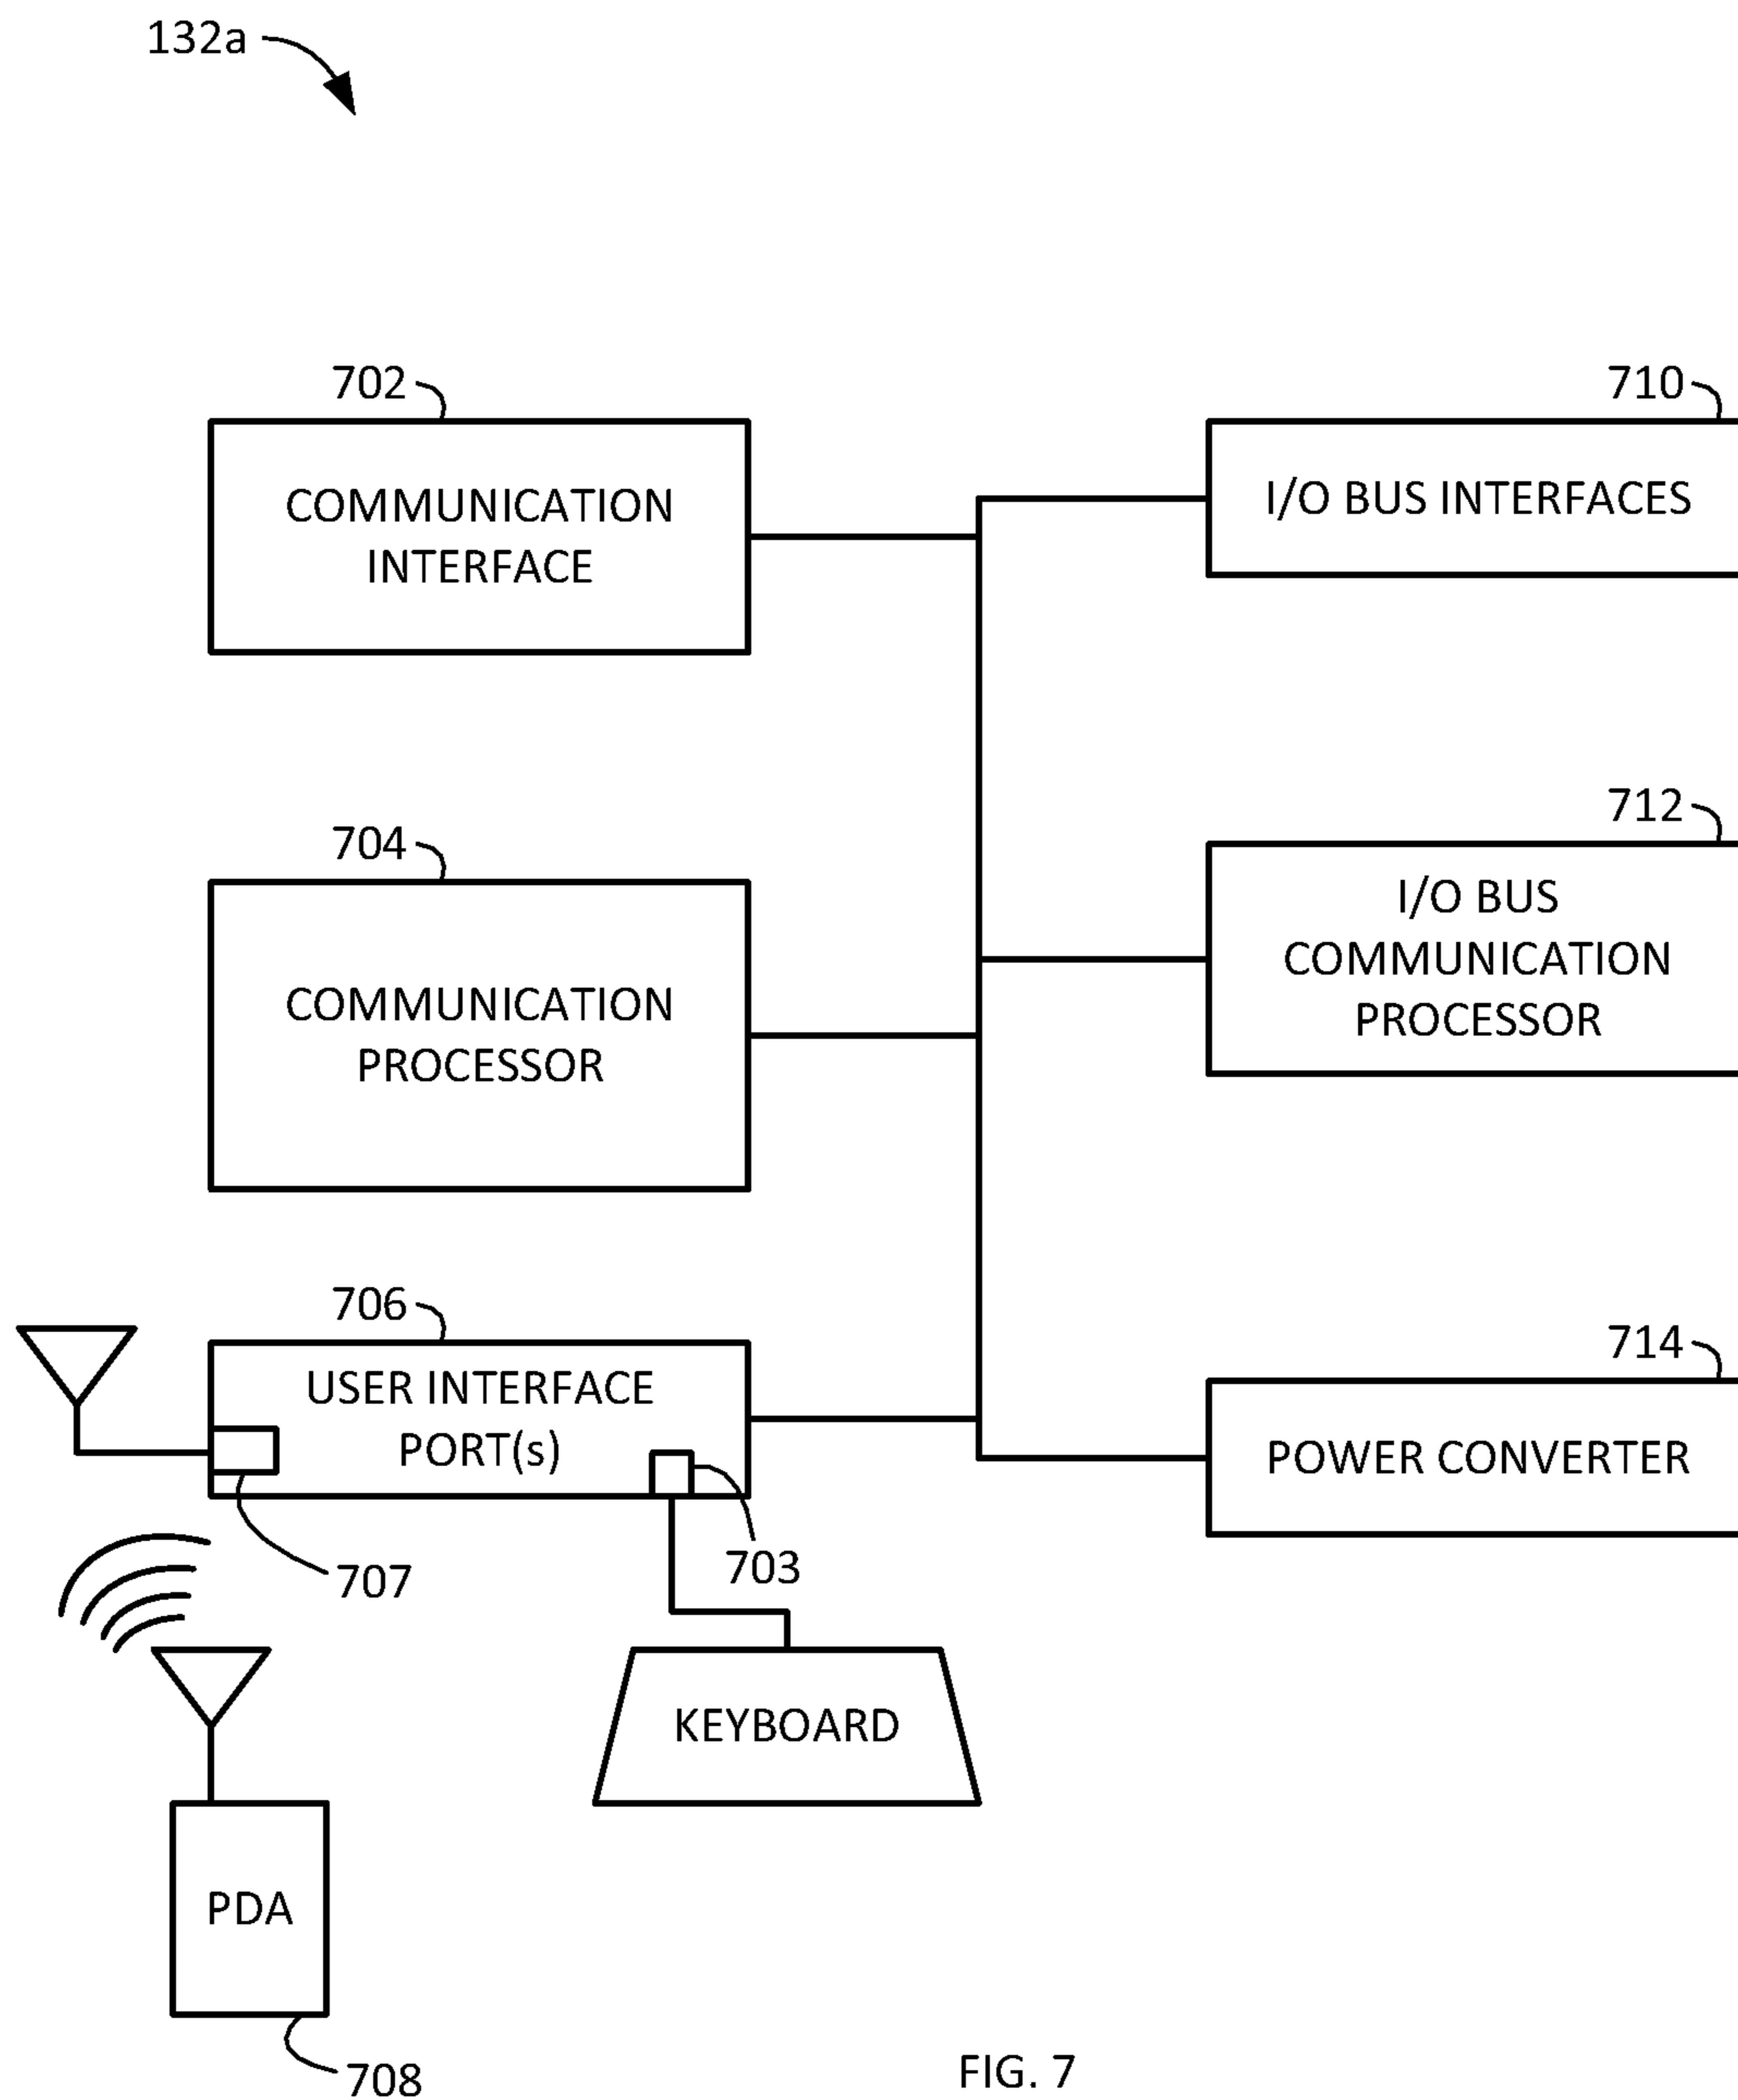 132a
702
COMMUNICATION
INTERFACE
710
I/O BUS INTERFACES
704
COMMUNICATION
PROCESSOR
712
I/O BUS
COMMUNICATION
PROCESSOR
706
USER INTERFACE
PORT(s)
707
703
714
POWER CONVERTER
KEYBOARD
PDA
708
FIG. 7